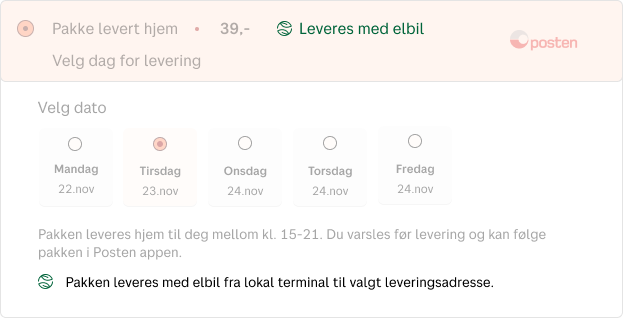 Pakke levert hjem • 39,- Leveres med elbil
posten
Velg dag for levering
Velg dato
Mandag Tirsdag Onsdag Torsdag Fredag
22.nov 23.nov 24.nov 24.nov 24.nov
Pakken leveres hjem til deg mellom kl. 15-21. Du varsles før levering og kan følge
pakken i Posten appen.
Pakken leveres med elbil fra lokal terminal til valgt leveringsadresse.